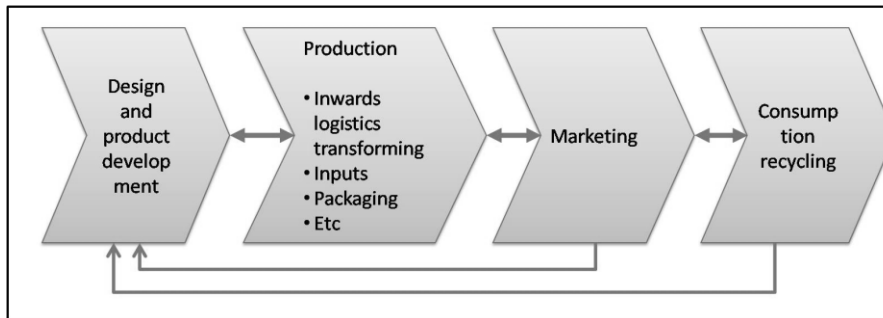 Design
and
product
develop
ment
Production
• Inwards
logistics
transforming
• Inputs
• Packaging
• Etc
Marketing
Consump
tion
recycling